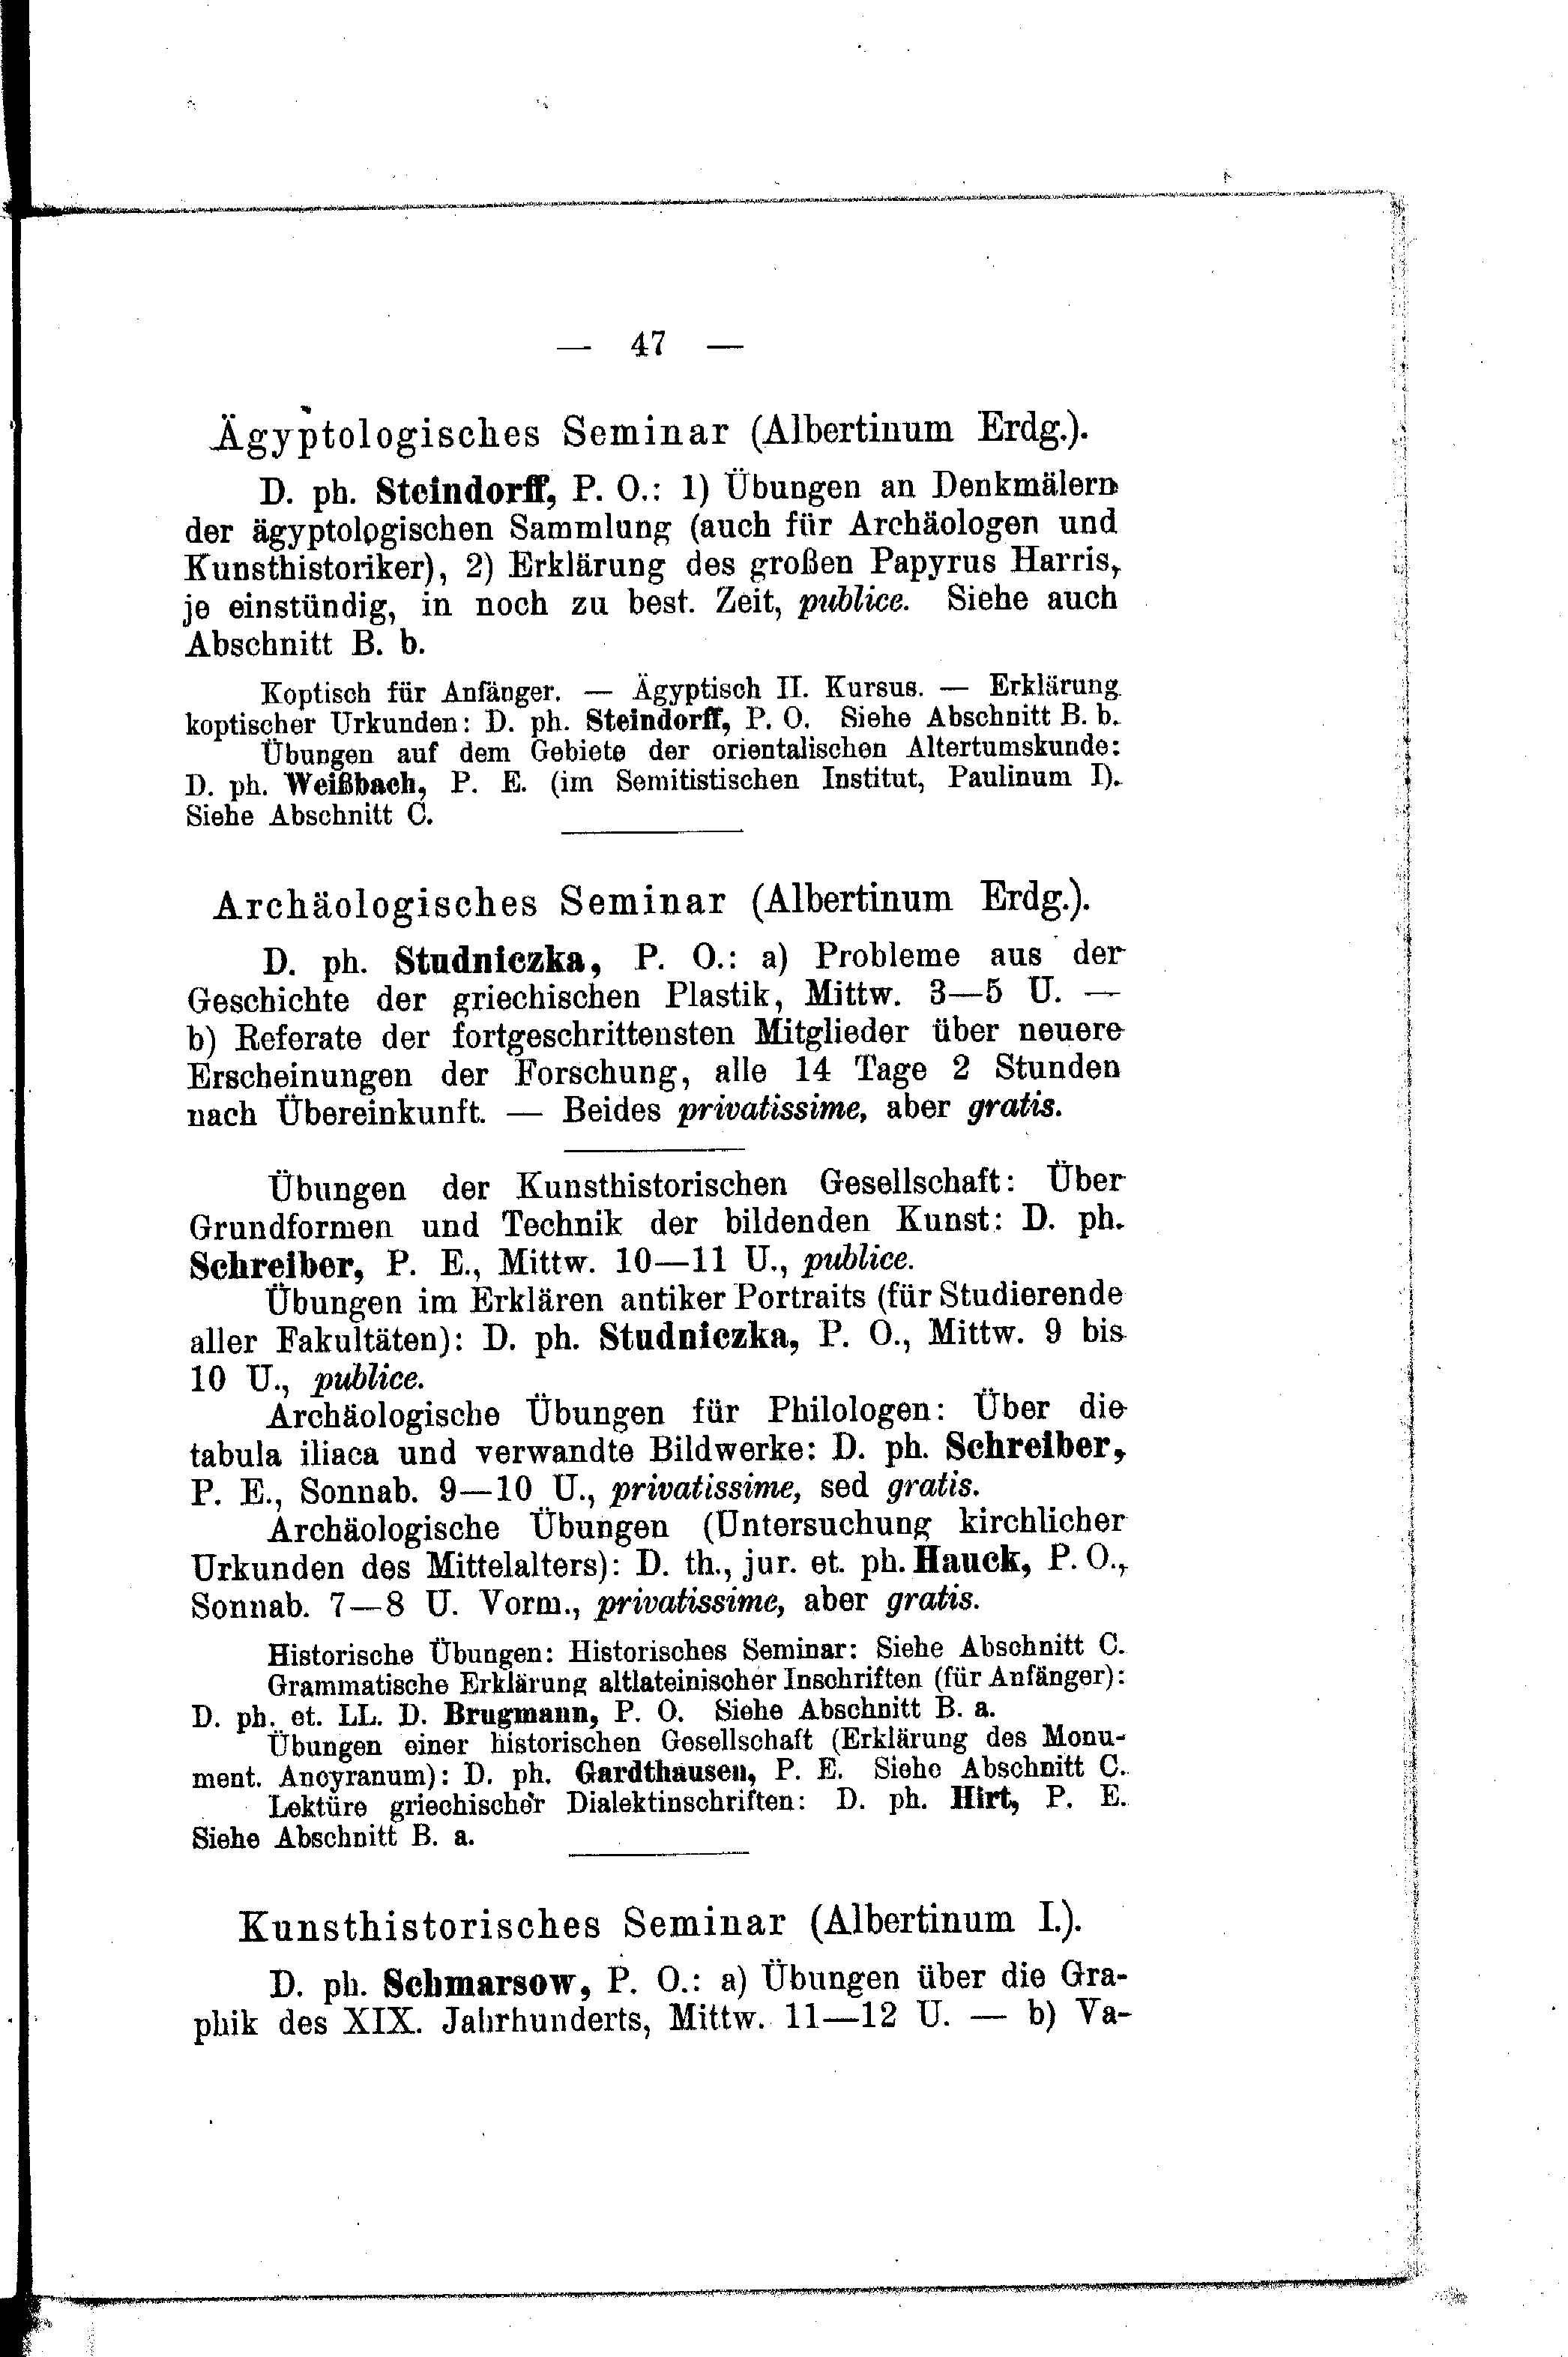 — 47 —
Ägyptologisches Seminar (Albertinum Erdg.).
D. ph. Steindorff, P. O.: 1) Übungen an Denkmälern
der ägyptologischen Sammlung (auch für Archäologen und
Kunsthistoriker), 2) Erklärung des großen Papyrus Harris,
je einstündig, in noch zu best. Zeit, publice. Siehe auch
Abschnitt B. b.
Koptisch für Anfänger. — Ägyptisch II. Kursus. — Erklärung
koptischer Urkunden: D. ph. Steindorff, P. O. Siehe Abschnitt B. b.
Übungen auf dem Gebiete der orientalischen Altertumskunde:
D. ph. Weißbach, P. E. (im Semitistischen Institut, Paulinum I).
Siehe Abschnitt C.
Archäologisches Seminar (Albertinum Erdg.).
D. ph. Studniczka, P. O.: a) Probleme aus der
Geschichte der griechischen Plastik, Mittw. 3—5 U. —
b) Referate der fortgeschrittensten Mitglieder über neuere
Erscheinungen der Forschung, alle 14 Tage 2 Stunden
nach Übereinkunft. — Beides privatissime, aber gratis.
Übungen der Kunsthistorischen Gesellschaft: Über
Grundformen und Technik der bildenden Kunst: D. ph.
Schreiber, P. E., Mittw. 10—11 U., publice.
Übungen im Erklären antiker Portraits (für Studierende
aller Fakultäten): D. ph. Studniczka, P. O., Mittw. 9 bis
10 U., publice.
Archäologische Übungen für Philologen: Über die
tabula iliaca und verwandte Bildwerke: D. ph. Schreiber,
P. E., Sonnab. 9—10 U., privatissime, sed gratis.
Archäologische Übungen (Untersuchung kirchlicher
Urkunden des Mittelalters): D. th., jur. et. ph. Hauck, P. O.,
Sonnab. 7—8 U. Vorm., privatissime, aber gratis.
Historische Übungen: Historisches Seminar: Siehe Abschnitt C.
Grammatische Erklärung altlateinischer Inschriften (für Anfänger):
D. ph. et. LL. D. Brugmann, P. O. Siehe Abschnitt B. a.
Übungen einer historischen Gesellschaft (Erklärung des Monu-
ment. Ancyranum): D. ph. Gardthausen, P. E. Siehe Abschnitt C.
Lektüre griechischer Dialektinschriften: D. ph. Hirt, P. E.
Siehe Abschnitt B. a.
Kunsthistorisches Seminar (Albertinum I.).
D. ph. Schmarsow, P. O.: a) Übungen über die Gra-
phik des XIX. Jahrhunderts, Mittw. 11—12 U. — b) Va-